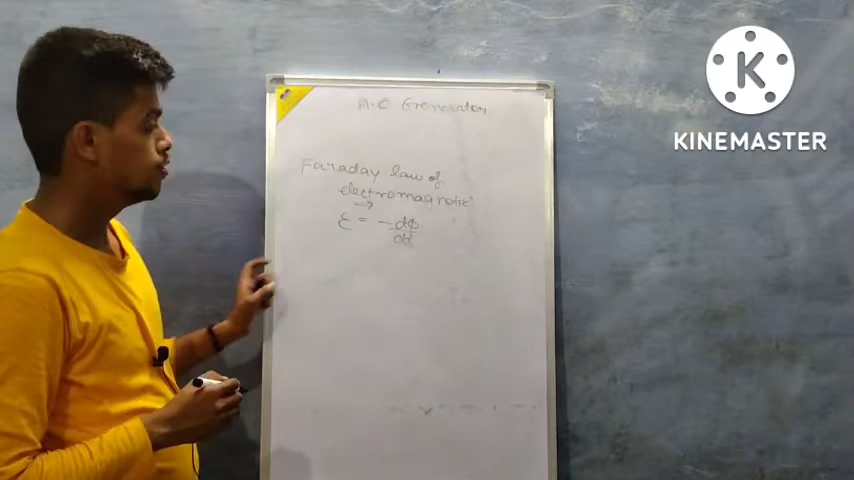 A.C Generator
Faraday law of
electromagnetic
→
ε = -dΦ
dt
K
KINEMASTER